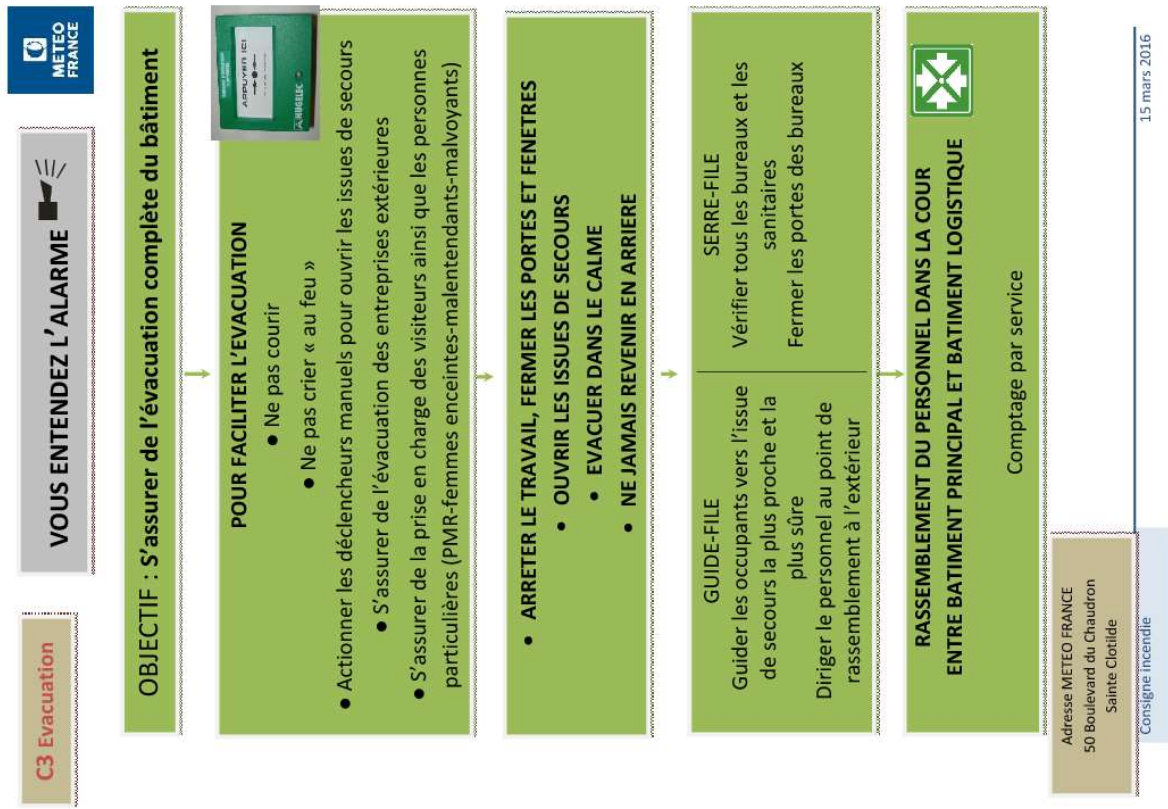 C3 Evacuation
VOUS ENTENDEZ L'ALARME
METEO
FRANCE
OBJECTIF : S'assurer de l'évacuation complète du bâtiment
POUR FACILITER L'EVACUATION
● Ne pas courir
● Ne pas crier « au feu »
● Actionner les déclencheurs manuels pour ouvrir les issues de secours
● S'assurer de l'évacuation des entreprises extérieures
● S'assurer de la prise en charge des visiteurs ainsi que les personnes
particulières (PMR-femmes enceintes-malentendants-malvoyants)
APPUYER ICI
NUGELEC
● ARRETER LE TRAVAIL, FERMER LES PORTES ET FENETRES
● OUVRIR LES ISSUES DE SECOURS
● EVACUER DANS LE CALME
● NE JAMAIS REVENIR EN ARRIERE
GUIDE-FILE
Guider les occupants vers l'issue
de secours la plus proche et la
plus sûre
Diriger le personnel au point de
rassemblement à l'extérieur
SERRE-FILE
Vérifier tous les bureaux et les
sanitaires
Fermer les portes des bureaux
RASSEMBLEMENT DU PERSONNEL DANS LA COUR
ENTRE BATIMENT PRINCIPAL ET BATIMENT LOGISTIQUE
Comptage par service
Adresse METEO FRANCE
50 Boulevard du Chaudron
Sainte Clotilde
Consigne incendie
15 mars 2016